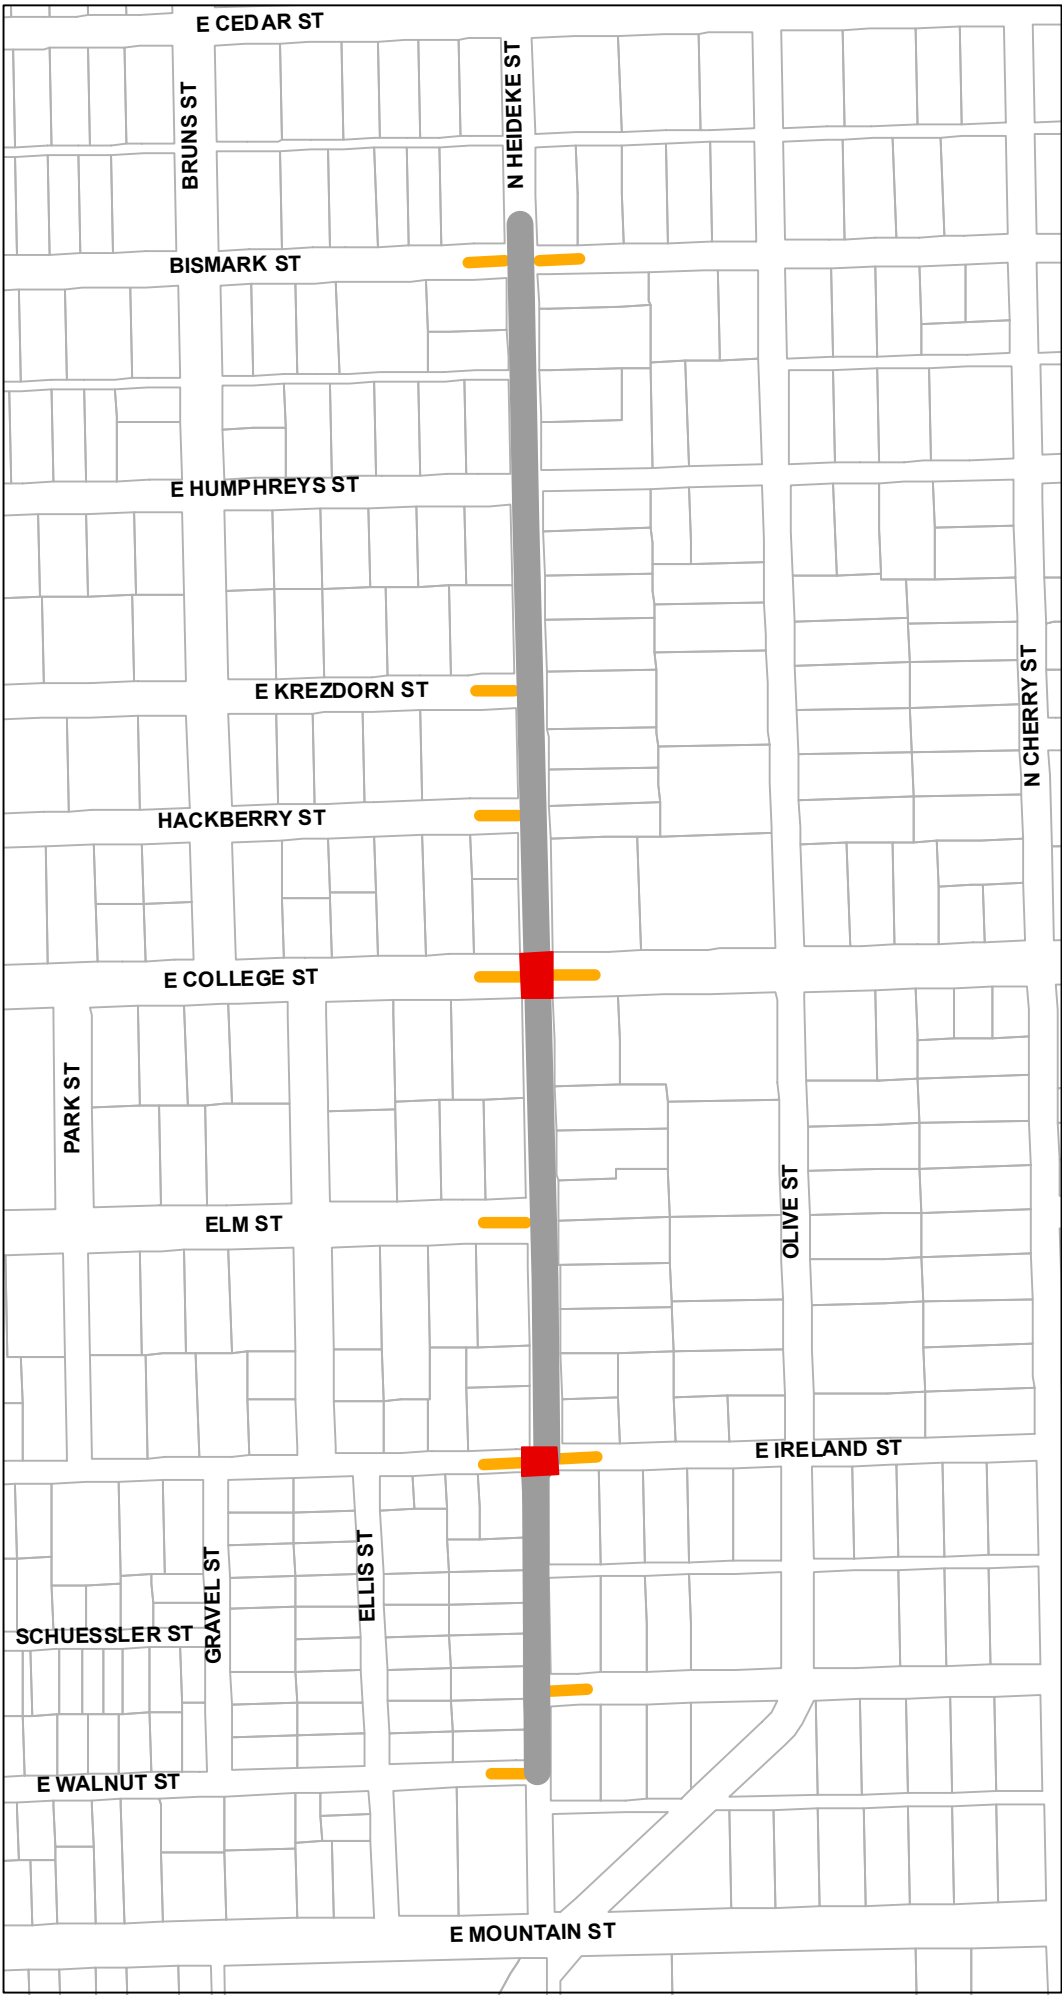 E CEDAR ST
N HEIDEKE ST
BRUNS ST
BISMARK ST
E HUMPHREYS ST
E KREZDORN ST
N CHERRY ST
HACKBERRY ST
E COLLEGE ST
PARK ST
OLIVE ST
ELM ST
E IRELAND ST
ELLIS ST
GRAVEL ST
SCHUESSLER ST
E WALNUT ST
E MOUNTAIN ST